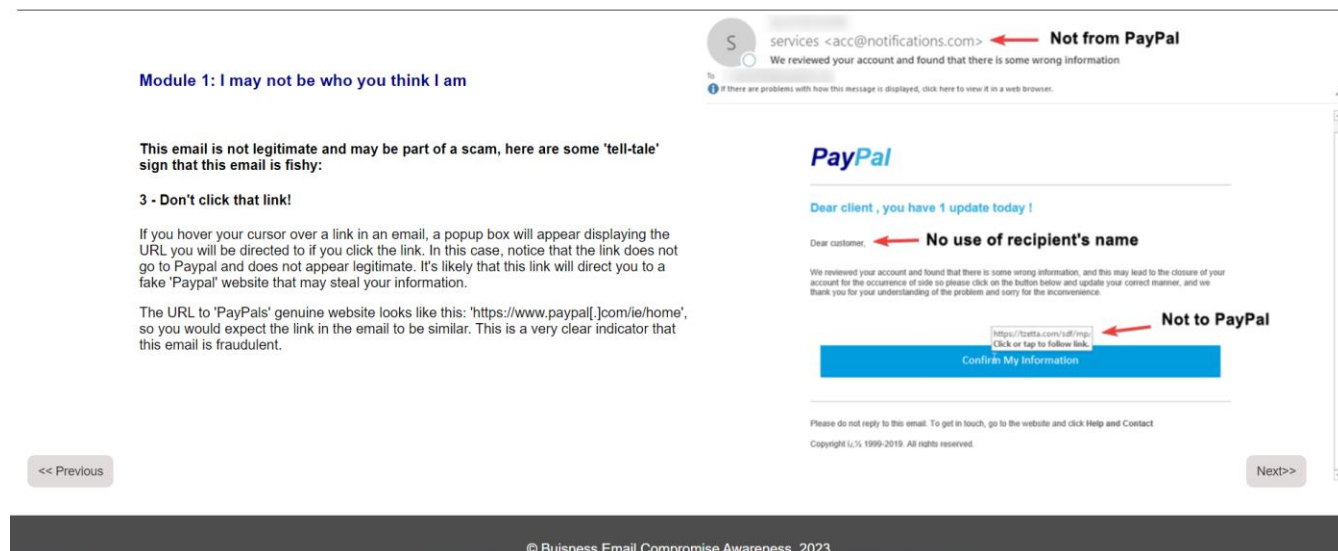 Module 1: I may not be who you think I am
This email is not legitimate and may be part of a scam, here are some 'tell-tale'
sign that this email is fishy:
3 - Don't click that link!
If you hover your cursor over a link in an email, a popup box will appear displaying the
URL you will be directed to if you click the link. In this case, notice that the link does not
go to Paypal and does not appear legitimate. It's likely that this link will direct you to a
fake 'Paypal' website that may steal your information.
The URL to 'PayPals' genuine website looks like this: 'https://www.paypal[.]com/ie/home',
so you would expect the link in the email to be similar. This is a very clear indicator that
this email is fraudulent.
<< Previous
S
services <acc@notifications.com>
Not from PayPal
We reviewed your account and found that there is some wrong information
To
If there are problems with how this message is displayed, click here to view it in a web browser.
PayPal
Dear client , you have 1 update today !
Dear customer,
No use of recipient's name
We reviewed your account and found that there is some wrong information, and this may lead to the closure of your
account for the occurrence of side so please click on the button below and update your correct manner, and we
thank you for your understanding of the problem and sorry for the inconvenience.
https://tzetta.com/sdf/mp
Click or tap to follow link.
Not to PayPal
Confirm My Information
Please do not reply to this email. To get in touch, go to the website and click Help and Contact
Copyright ï¿½ 1999-2019. All rights reserved.
Next>>
© Buisness Email Compromise Awareness, 2023